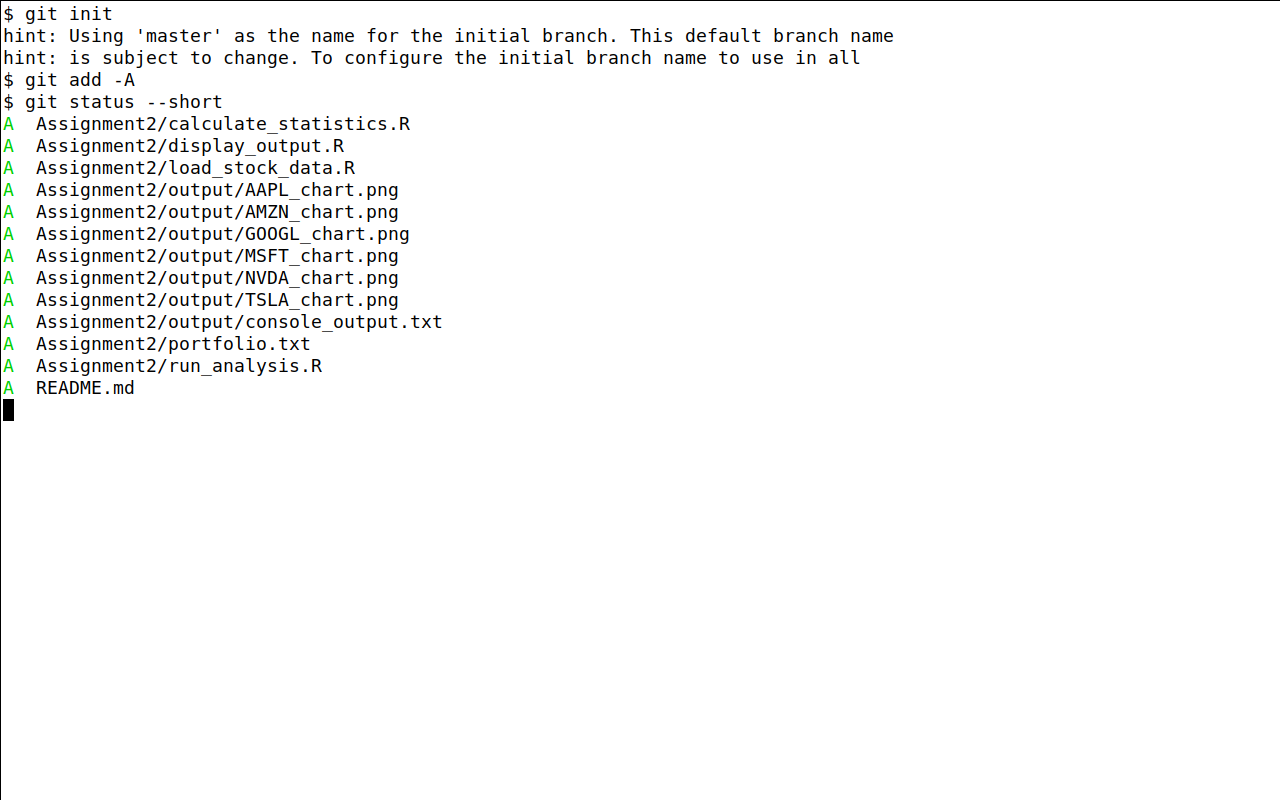 $ git init
hint: Using 'master' as the name for the initial branch. This default branch name
hint: is subject to change. To configure the initial branch name to use in all
$ git add -A
$ git status --short
A  Assignment2/calculate_statistics.R
A  Assignment2/display_output.R
A  Assignment2/load_stock_data.R
A  Assignment2/output/AAPL_chart.png
A  Assignment2/output/AMZN_chart.png
A  Assignment2/output/GOOGL_chart.png
A  Assignment2/output/MSFT_chart.png
A  Assignment2/output/NVDA_chart.png
A  Assignment2/output/TSLA_chart.png
A  Assignment2/output/console_output.txt
A  Assignment2/portfolio.txt
A  Assignment2/run_analysis.R
A  README.md